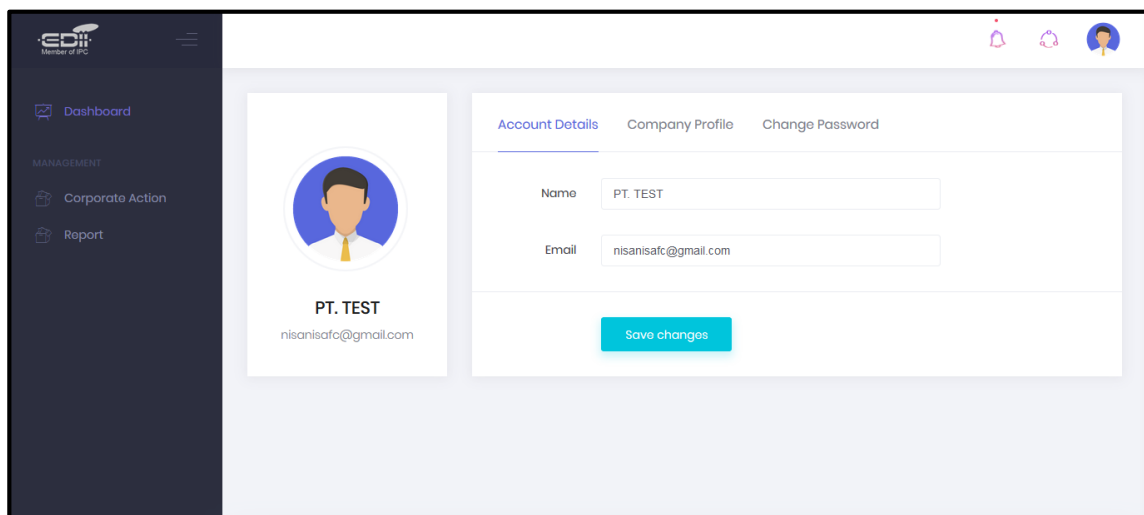 EDII
Member of IPC
Dashboard
MANAGEMENT
Corporate Action
Report
PT. TEST
nisanisafc@gmail.com
Account Details Company Profile Change Password
Name PT. TEST
Email nisanisafc@gmail.com
Save changes